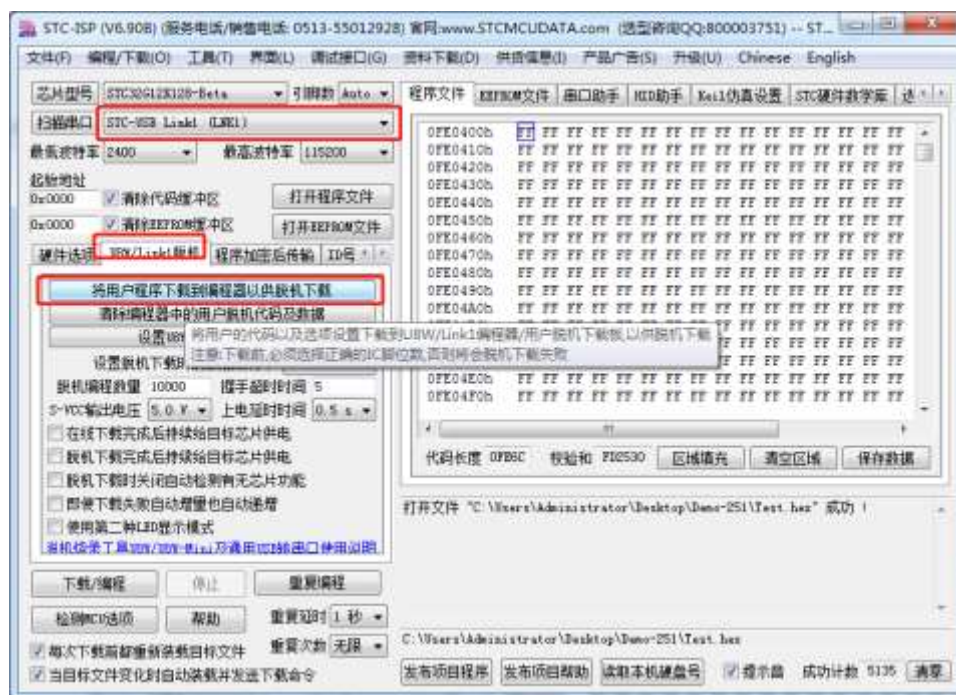 STC-ISP (V6.90B) (服务电话/销售电话: 0513-55012928) 官网:www.STCMCUDATA.com (选型咨询QQ:800003751) -- ST...
文件(F) 编程/下载(O) 工具(T) 界面(L) 调试接口(G) 资料下载(D) 供货信息(I) 产品广告(S) 升级(U) Chinese English
芯片型号 STC32G12K128-Beta 引脚数 Auto
扫描串口 STC-USB Link1 (LNK1)
最低波特率 2400 最高波特率 115200
起始地址
0x0000 清除代码缓冲区 打开程序文件
0x0000 清除EEPROM缓冲区 打开EEPROM文件
硬件选项 U8W/Link1脱机 程序加密后传输 ID号
将用户程序下载到编程器以供脱机下载
清除编程器中的用户脱机代码及数据
设置U8W
设置脱机下载
将用户的代码以及选项设置下载到U8W/Link1编程器/用户脱机下载板,以供脱机下载
注意:下载前,必须选择正确的IC脚位数,否则将会脱机下载失败
脱机编程数量 10000 握手超时时间 5
S-VCC输出电压 5.0 V 上电延时时间 0.5 s
在线下载完成后持续给目标芯片供电
脱机下载完成后持续给目标芯片供电
脱机下载时关闭自动检测有无芯片功能
即便下载失败自动增量也自动递增
使用第二种LED显示模式
脱机烧录工具U8W/U8W-Mini及通用USB转串口使用说明
下载/编程 停止 重复编程
检测MCU选项 帮助 重复延时 1 秒
重复次数 无限
每次下载前都重新装载目标文件
当目标文件变化时自动装载并发送下载命令
程序文件 EEPROM文件 串口助手 HID助手 Keil仿真设置 STC硬件数学库 选
0FE0400h FF FF FF FF FF FF FF FF FF FF FF FF FF FF FF FF
0FE0410h FF FF FF FF FF FF FF FF FF FF FF FF FF FF FF FF
0FE0420h FF FF FF FF FF FF FF FF FF FF FF FF FF FF FF FF
0FE0430h FF FF FF FF FF FF FF FF FF FF FF FF FF FF FF FF
0FE0440h FF FF FF FF FF FF FF FF FF FF FF FF FF FF FF FF
0FE0450h FF FF FF FF FF FF FF FF FF FF FF FF FF FF FF FF
0FE0460h FF FF FF FF FF FF FF FF FF FF FF FF FF FF FF FF
0FE0470h FF FF FF FF FF FF FF FF FF FF FF FF FF FF FF FF
0FE0480h FF FF FF FF FF FF FF FF FF FF FF FF FF FF FF FF
0FE0490h FF FF FF FF FF FF FF FF FF FF FF FF FF FF FF FF
0FE04A0h FF FF FF FF FF FF FF FF FF FF FF FF FF FF FF FF
0FE04E0h FF FF FF FF FF FF FF FF FF FF FF FF FF FF FF FF
0FE04F0h FF FF FF FF FF FF FF FF FF FF FF FF FF FF FF FF
代码长度 0FB6C 校验和 FD2530 区域填充 清空区域 保存数据
打开文件 "C:\Users\Administrator\Desktop\Demo-251\Test.hex" 成功 !
C:\Users\Administrator\Desktop\Demo-251\Test.hex
发布项目程序 发布项目帮助 读取本机硬盘号 提示音 成功计数 5135 清零